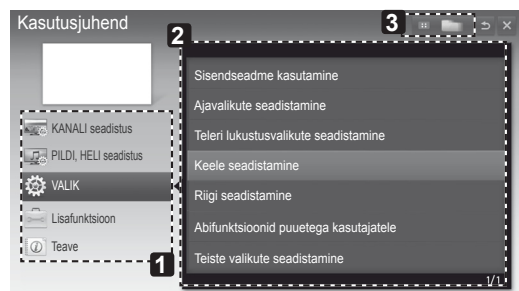 Kasutusjuhend
3
2
Sisendseadme kasutamine
Ajavalikute seadistamine
Teleri lukustusvalikute seadistamine
Keele seadistamine
Riigi seadistamine
Abifunktsioonid puuetega kasutajatele
Teiste valikute seadistamine
1/1
KANALI seadistus
PILDI, HELI seadistus
VALIK
Lisafunktsioon
Teave
1